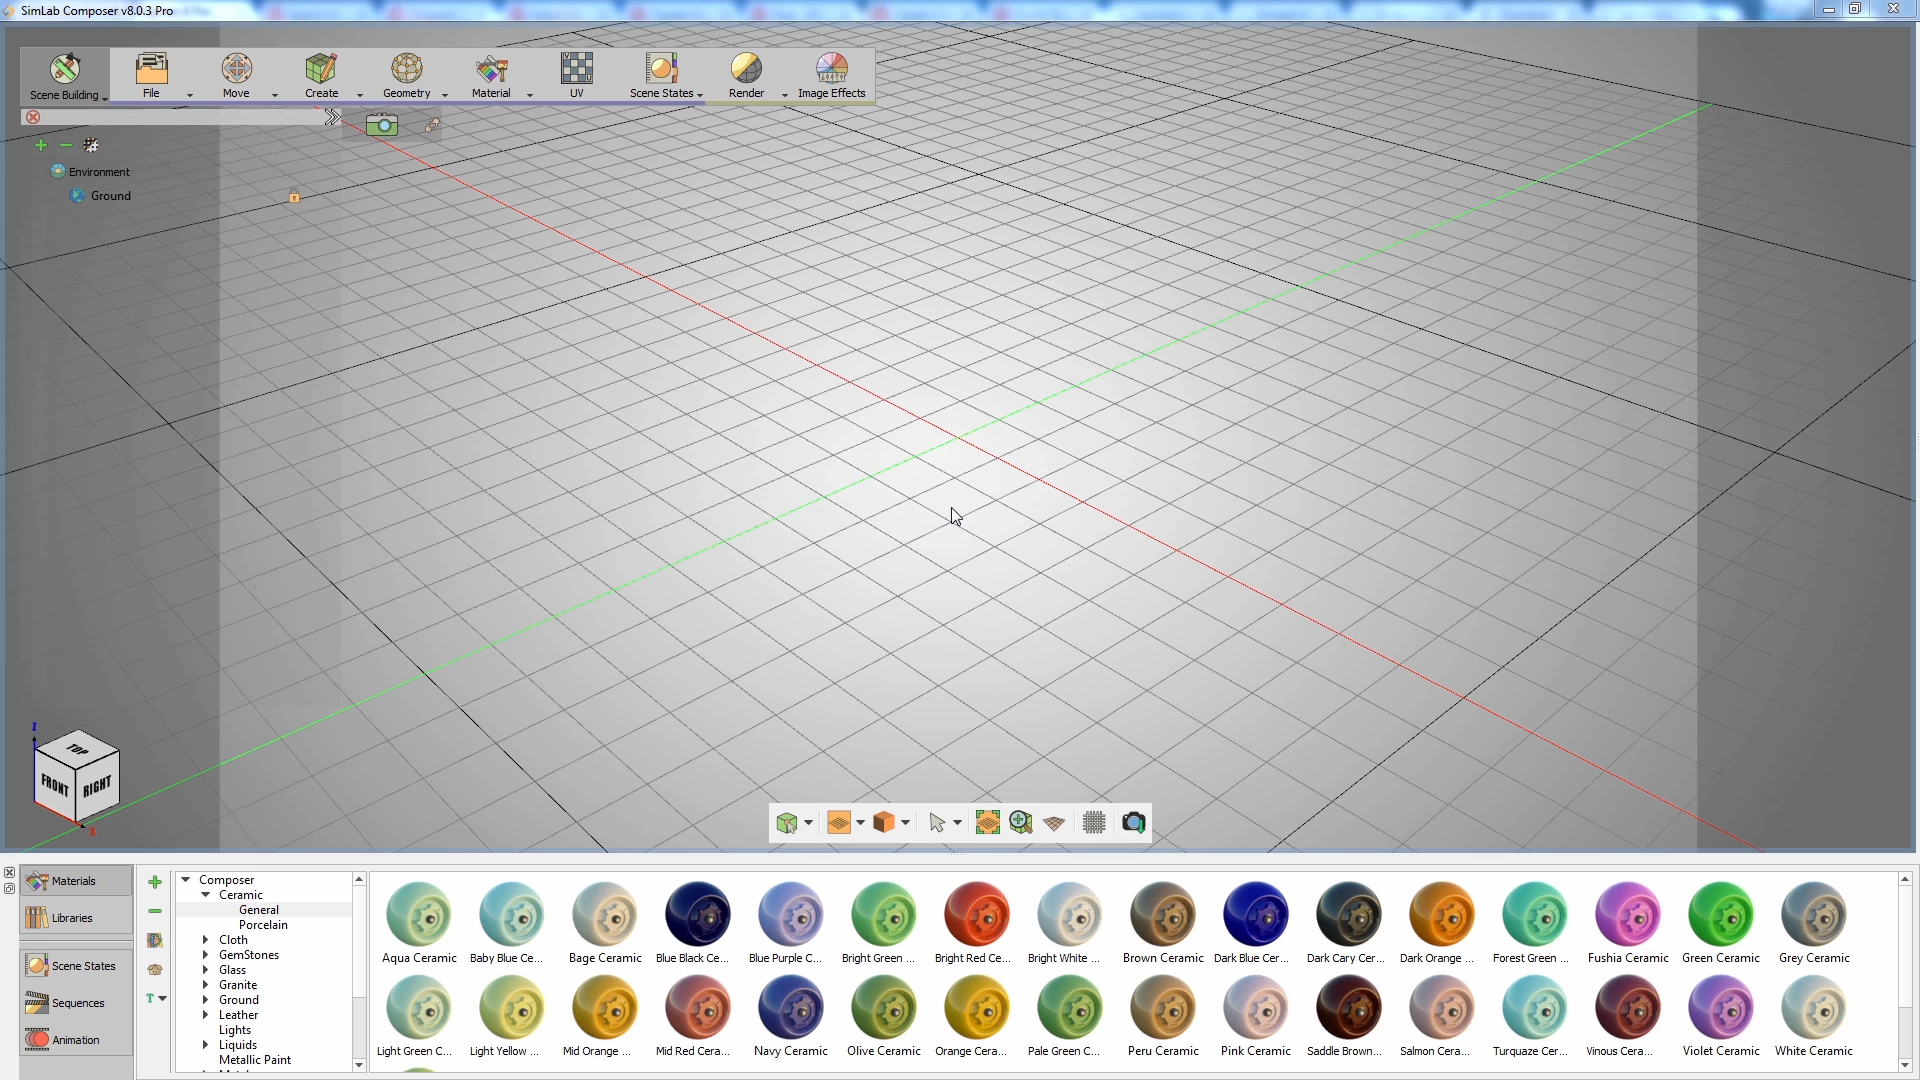 SimLab Composer v8.0.3 Pro
Scene Building
File
Move
Create
Geometry
Material
UV
Scene States
Render
Image Effects
Environment
Ground
Z
TOP
FRONT
RIGHT
X
Materials
Libraries
Scene States
Sequences
Animation
T
Composer
Ceramic
General
Porcelain
Cloth
GemStones
Glass
Granite
Ground
Leather
Lights
Liquids
Metallic Paint
Aqua Ceramic
Baby Blue Ce...
Bage Ceramic
Blue Black Ce...
Blue Purple C...
Bright Green ...
Bright Red Ce...
Bright White ...
Brown Ceramic
Dark Blue Cer...
Dark Cary Cer...
Dark Orange ...
Forest Green ...
Fushia Ceramic
Green Ceramic
Grey Ceramic
Light Green C...
Light Yellow ...
Mid Orange ...
Mid Red Cera...
Navy Ceramic
Olive Ceramic
Orange Cera...
Pale Green C...
Peru Ceramic
Pink Ceramic
Saddle Brown...
Salmon Cera...
Turquaze Cer...
Vinous Cera...
Violet Ceramic
White Ceramic